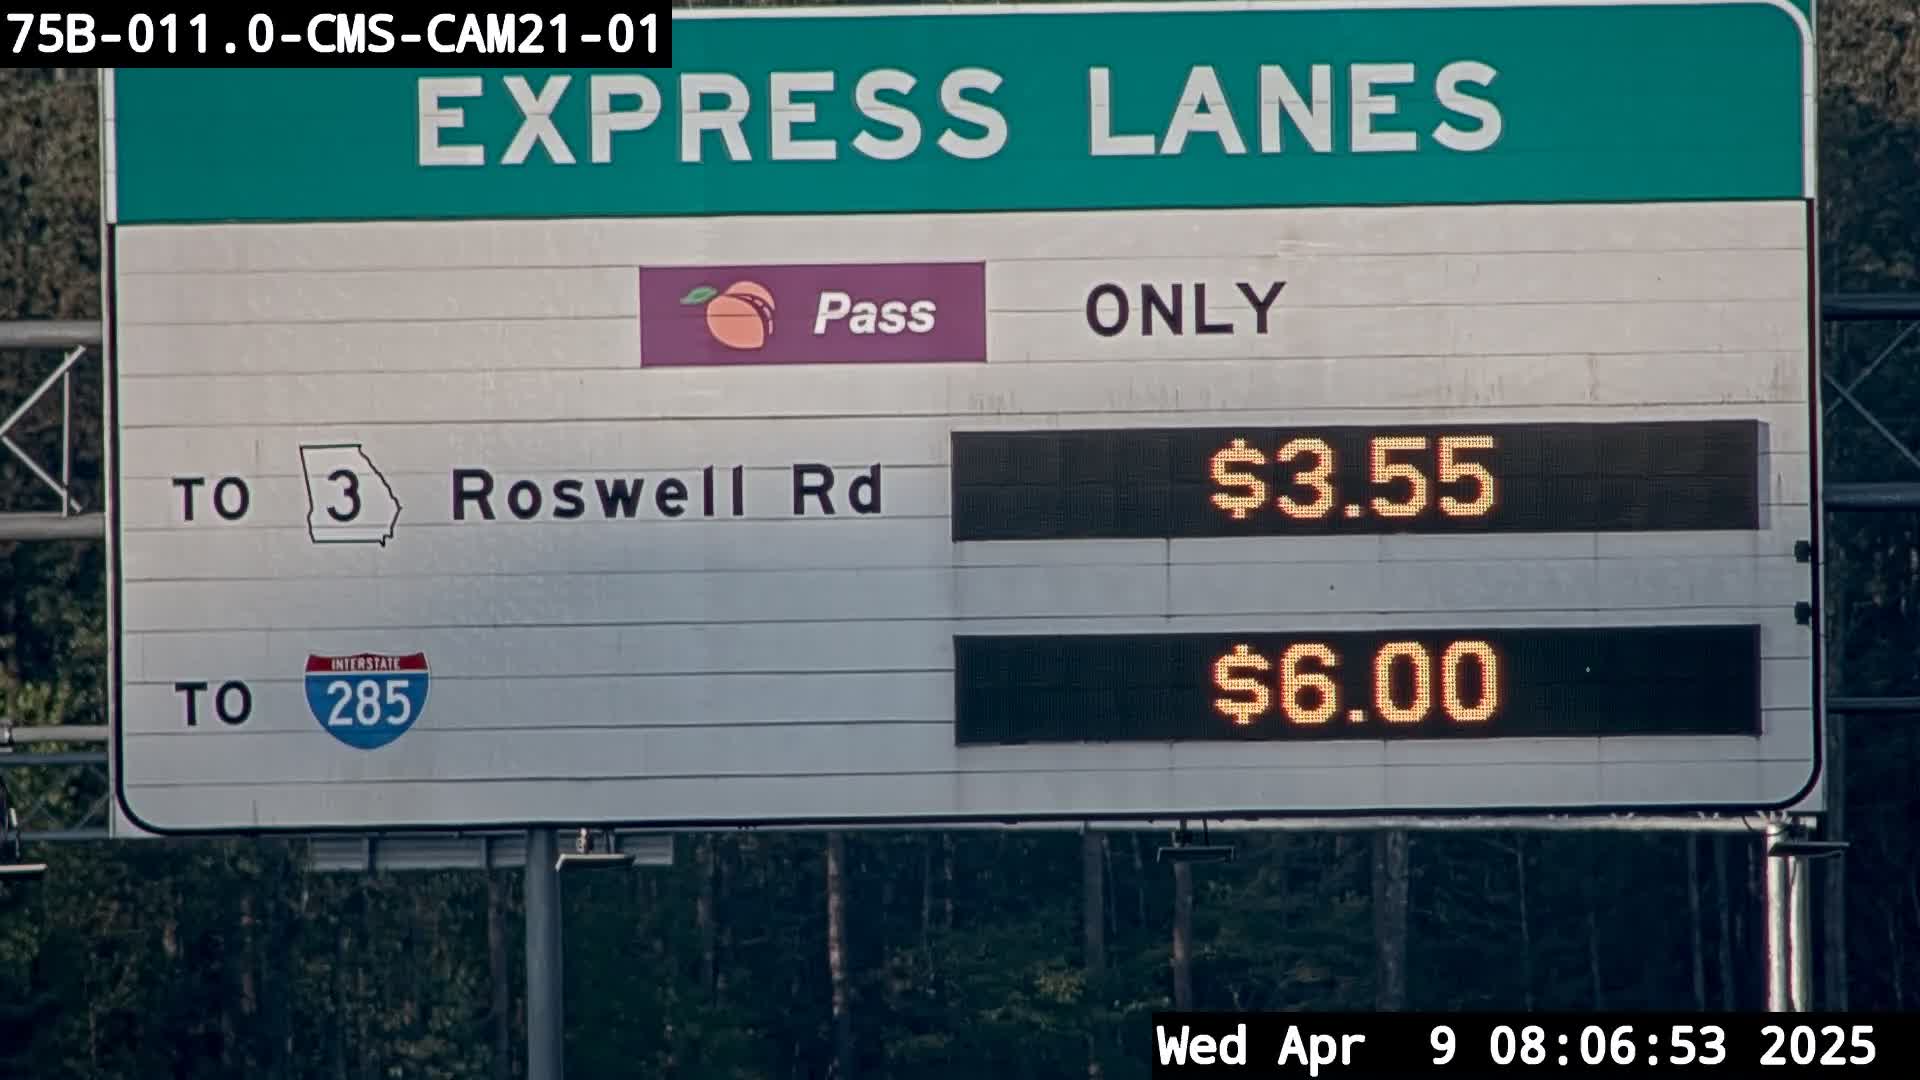 75B-011.0-CMS-CAM21-01
EXPRESS LANES
Pass ONLY
TO 3 Roswell Rd $3.55
TO INTERSTATE 285 $6.00
Wed Apr 9 08:06:53 2025